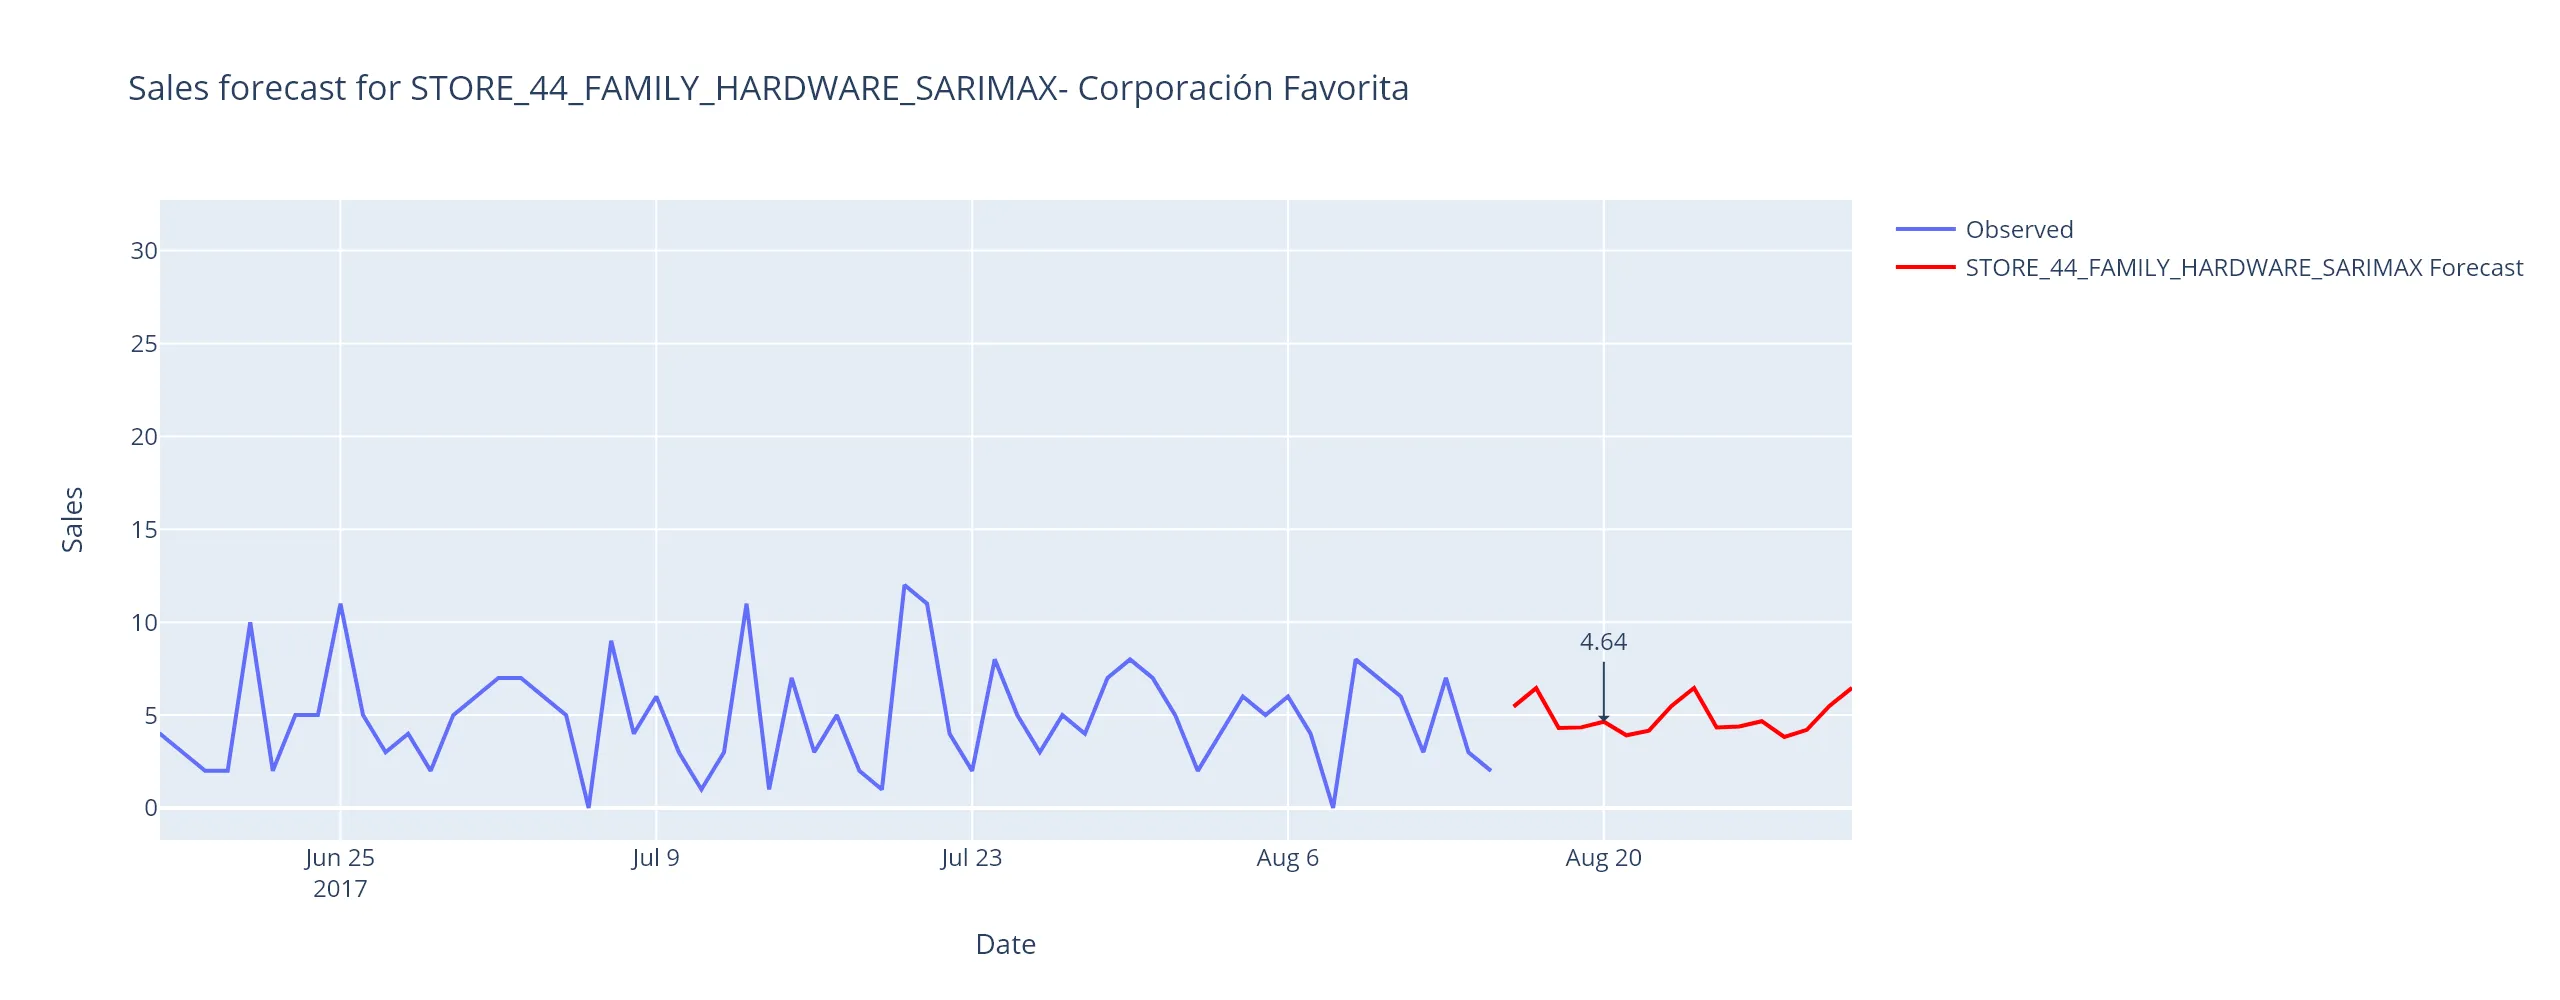 Sales forecast for STORE_44_FAMILY_HARDWARE_SARIMAX- Corporación Favorita
Observed
STORE_44_FAMILY_HARDWARE_SARIMAX Forecast
30
25
20
15
10
5
0
Sales
4.64
Jun 25
2017
Jul 9
Jul 23
Aug 6
Aug 20
Date